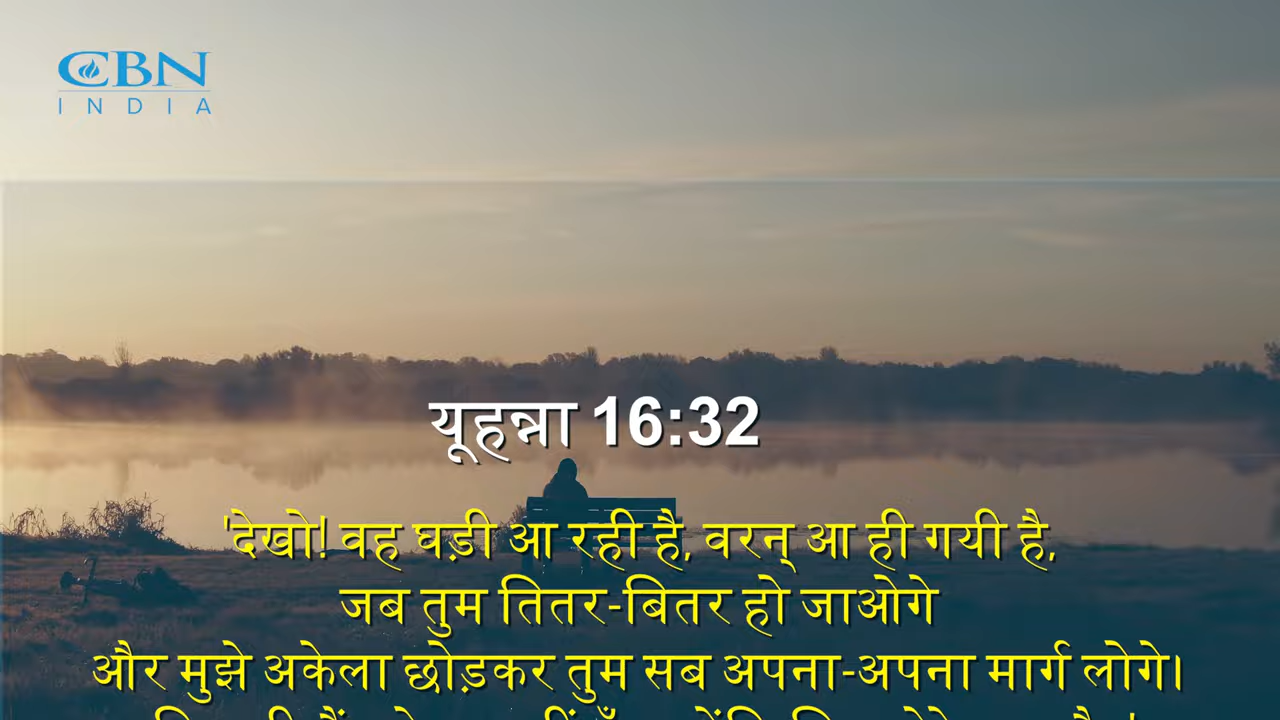 CBN
INDIA
यूहन्ना 16:32
'देखो! वह घड़ी आ रही है, वरन् आ ही गयी है,
जब तुम तितर-बितर हो जाओगे
और मुझे अकेला छोड़कर तुम सब अपना-अपना मार्ग लोगे।